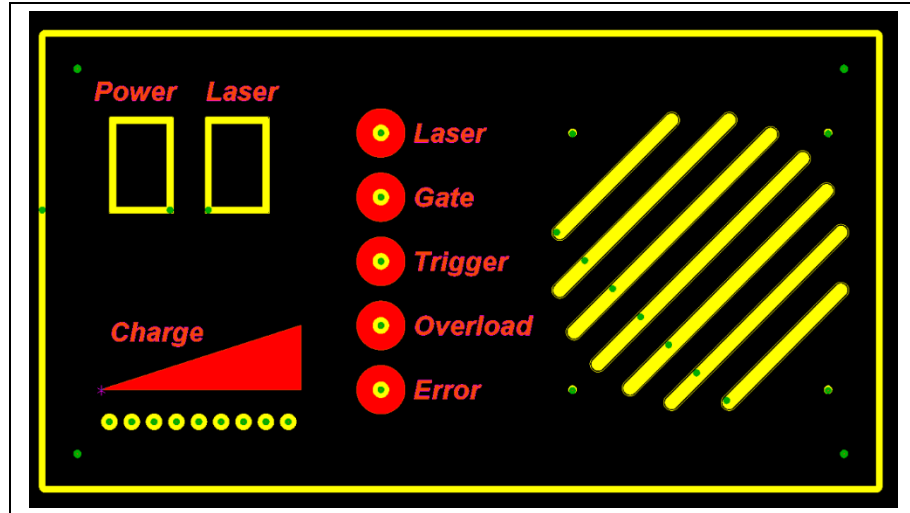 Power Laser
Laser
Gate
Trigger
Charge
Overload
Error